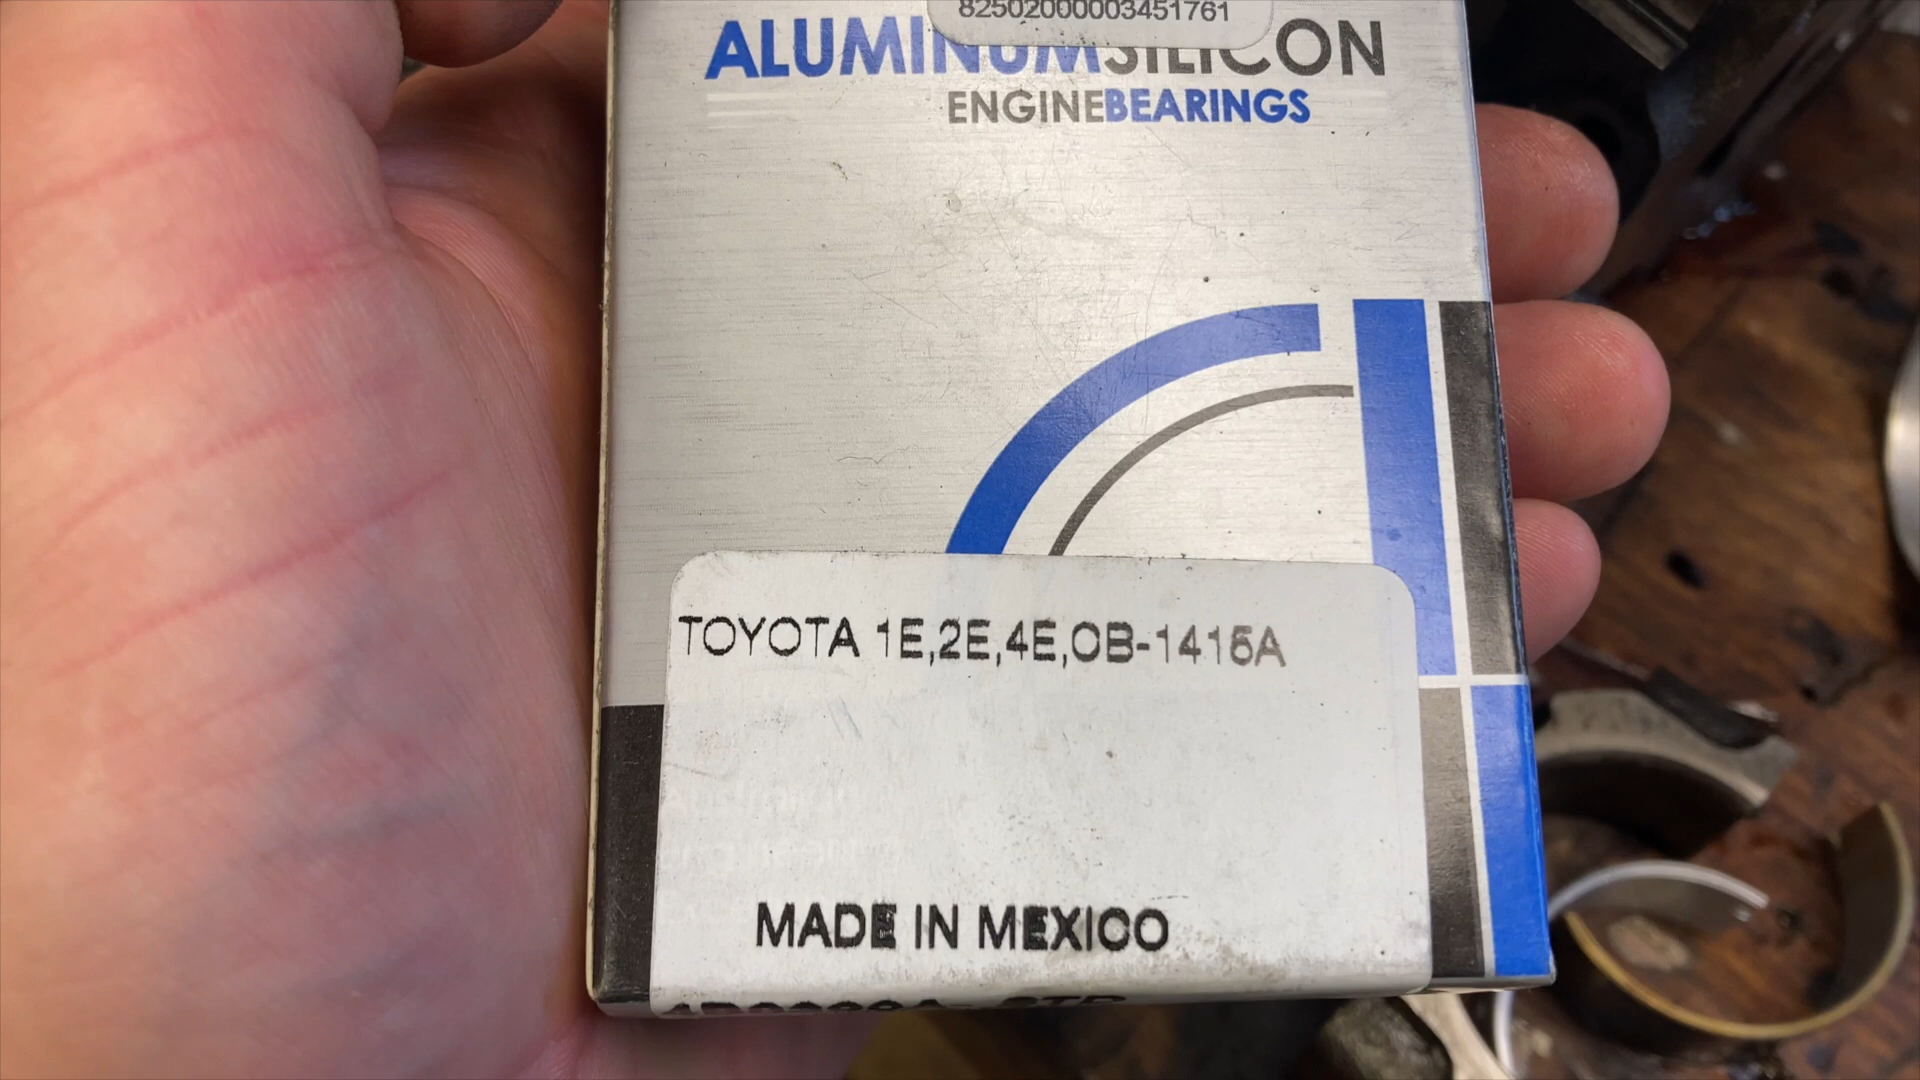 82502000003451761
ALUMINUMSILICON
ENGINEBEARINGS
TOYOTA 1E,2E,4E,OB-1415A
MADE IN MEXICO